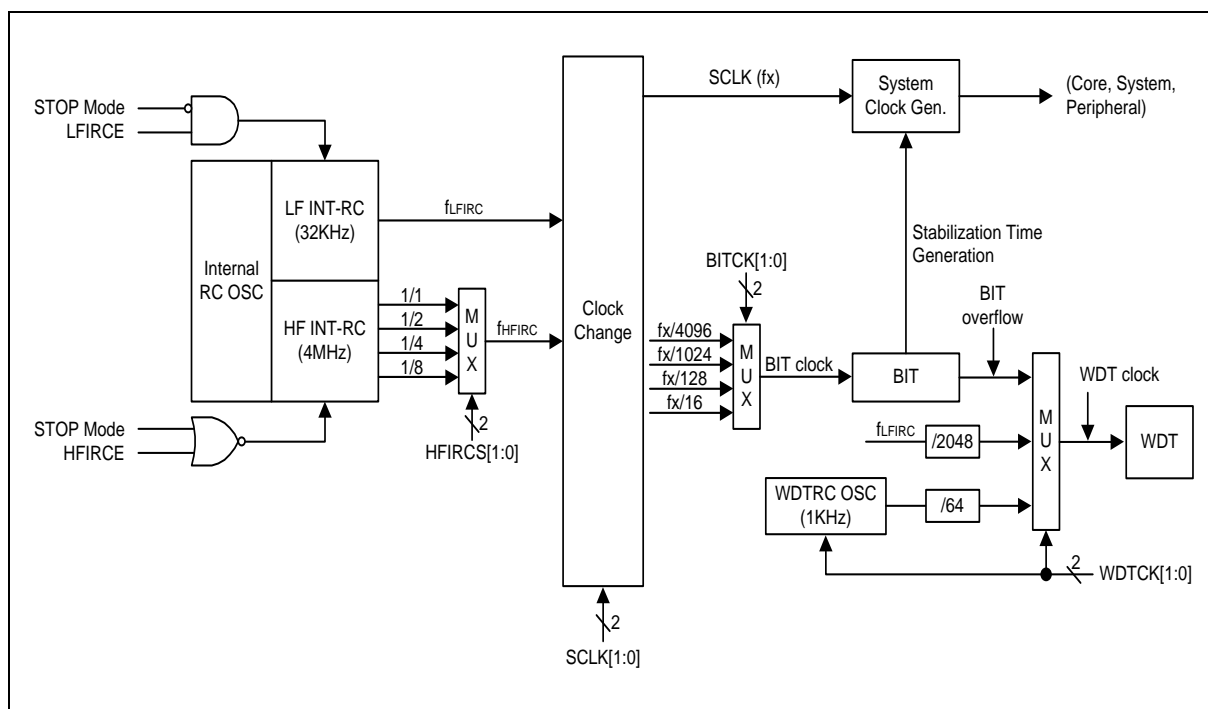 SCLK (fx)
System
Clock Gen.
(Core, System,
Peripheral)
STOP Mode
LFIRCE
LF INT-RC
(32KHz)
fLFIRC
Internal
RC OSC
HF INT-RC
(4MHz)
1/1
1/2
1/4
1/8
MUX
fHFIRC
2
HFIRCS[1:0]
STOP Mode
HFIRCE
Clock
Change
2
SCLK[1:0]
Stabilization Time
Generation
BITCK[1:0]
2
fx/4096
fx/1024
fx/128
fx/16
MUX
BIT clock
BIT
BIT
overflow
fLFIRC
/2048
WDTRC OSC
(1KHz)
/64
MUX
WDT clock
WDT
2
WDTCK[1:0]